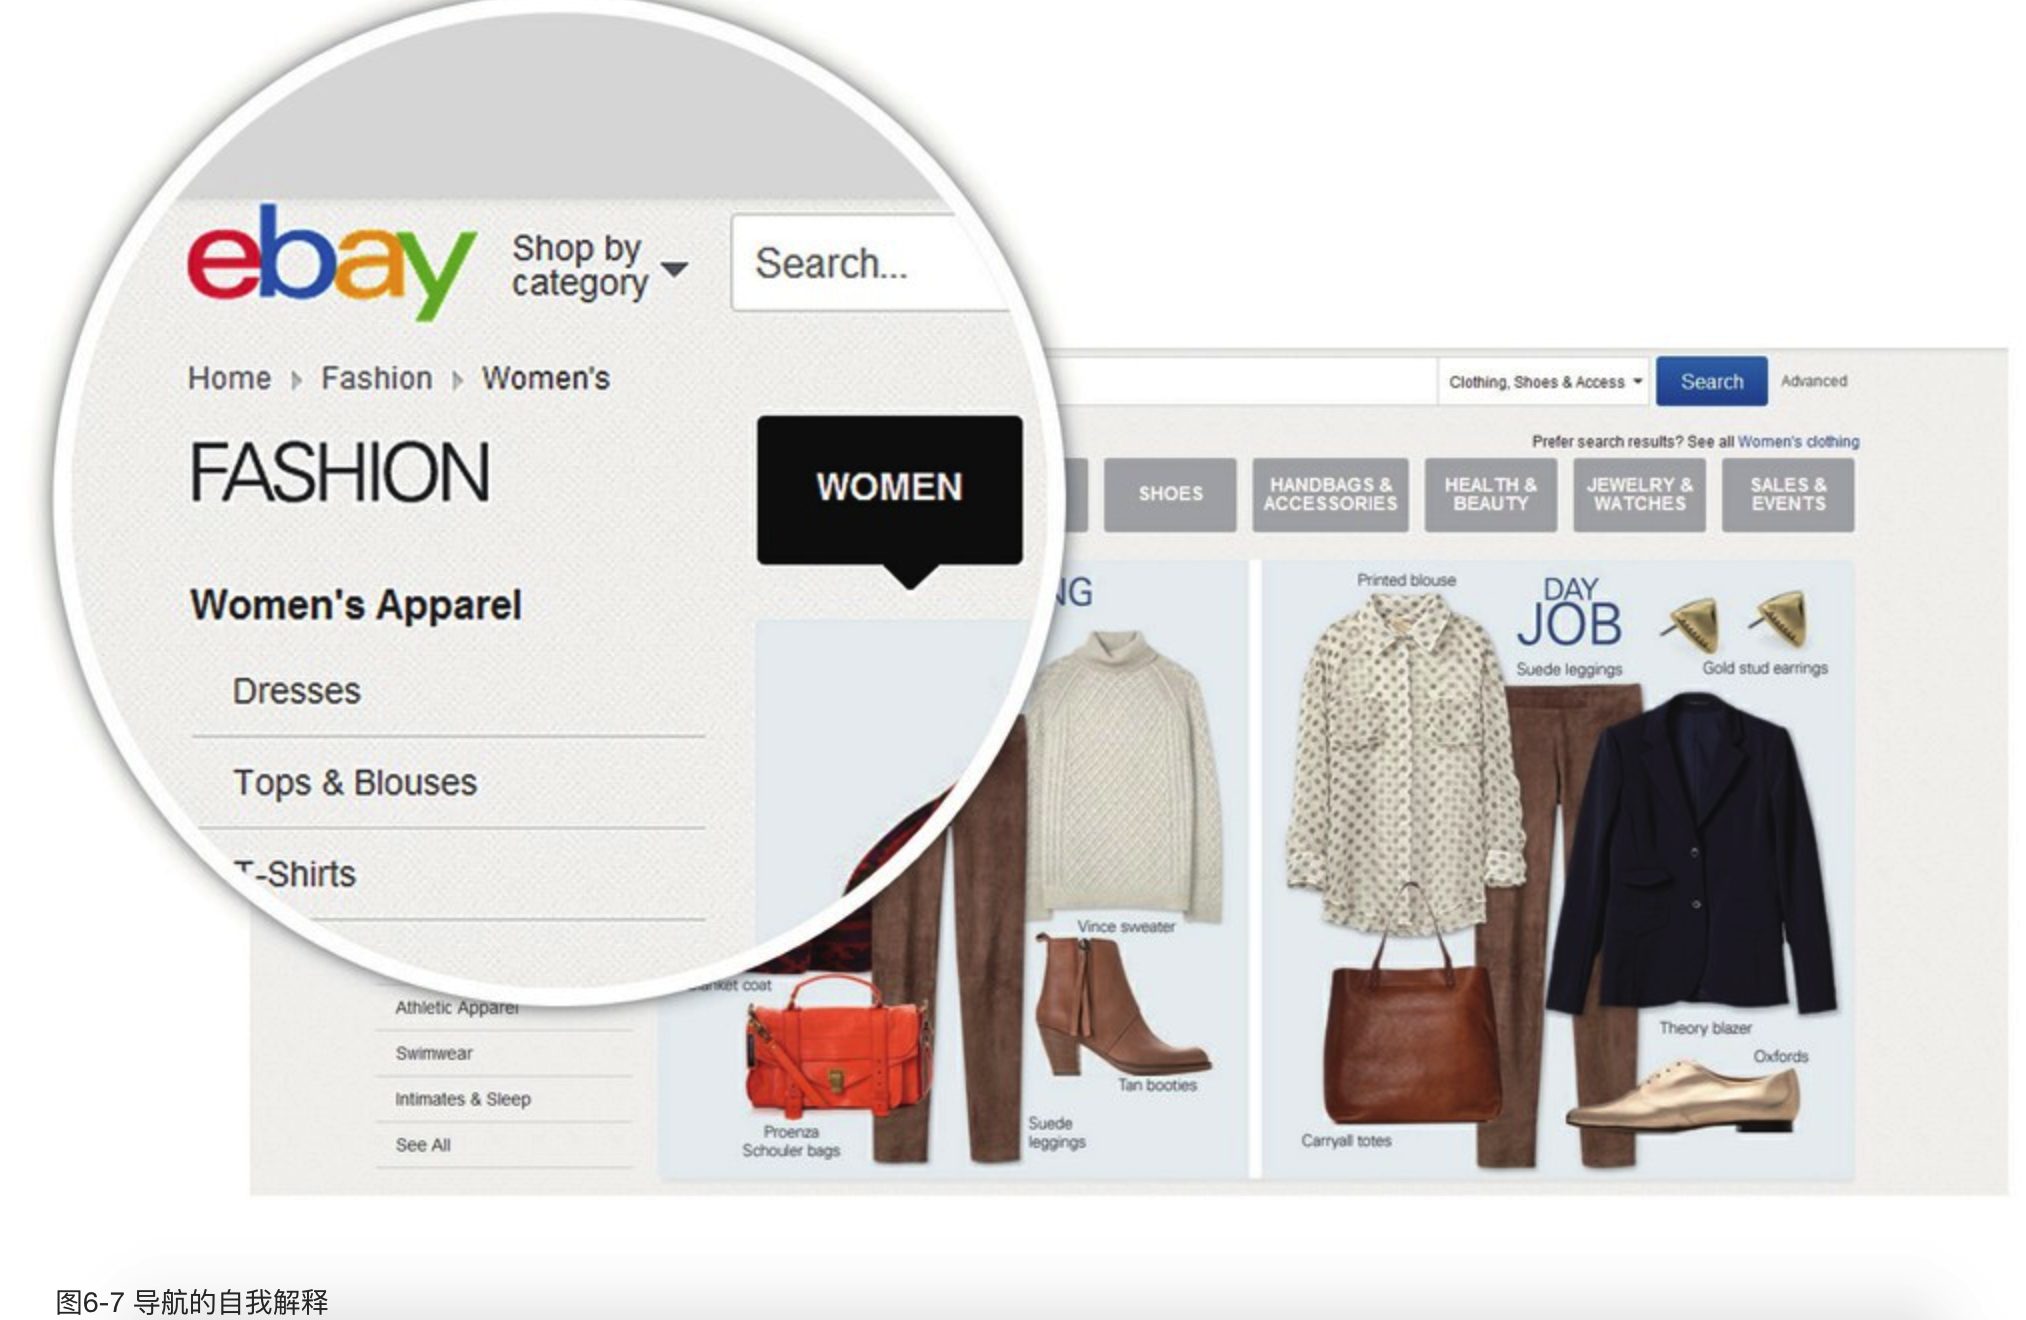 ebay
Shop by
category
Search...
Clothing, Shoes & Access
Search
Advanced
Home
Fashion
Women's
Prefer search results? See all Women's clothing
FASHION
WOMEN
SHOES
HANDBAGS &
ACCESSORIES
HEALTH &
BEAUTY
JEWELRY &
WATCHES
SALES &
EVENTS
Women's Apparel
Dresses
Tops & Blouses
T-Shirts
Athletic Apparel
Swimwear
Intimates & Sleep
See All
NG
Vince sweater
coat
Tan booties
Proenza
Schouler bags
Suede
leggings
Printed blouse
DAY
JOB
Suede leggings
Gold stud earrings
Theory blazer
Oxfords
Carryall totes
图6-7 导航的自我解释